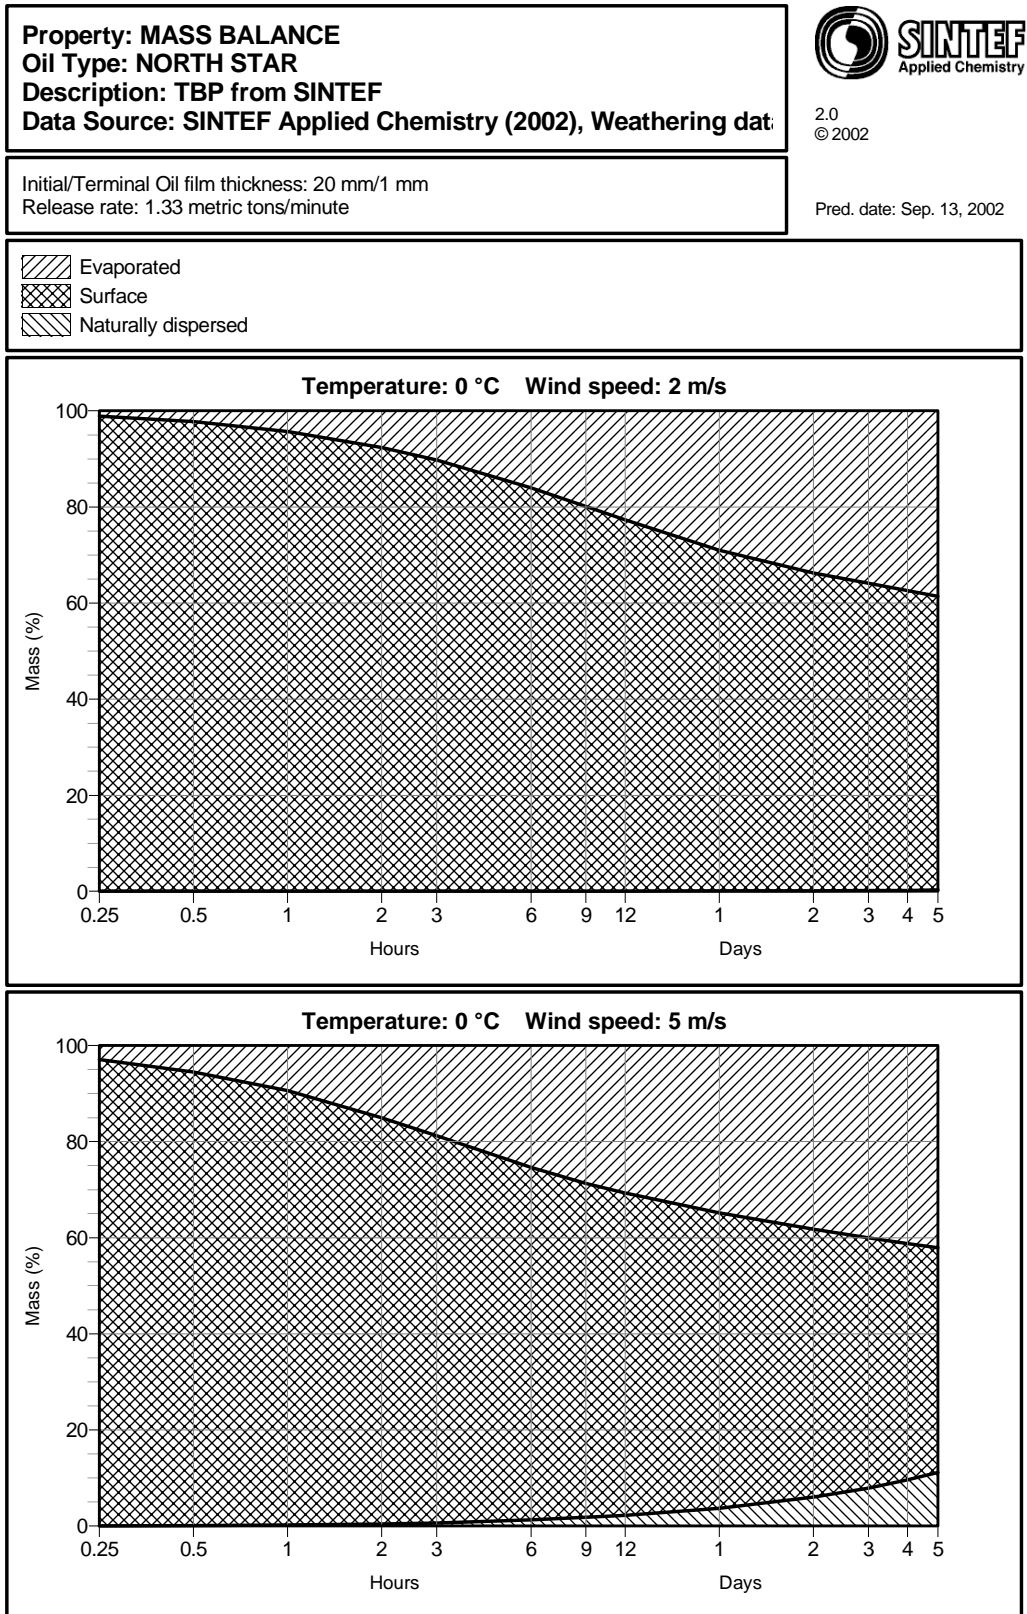 Property: MASS BALANCE
Oil Type: NORTH STAR
Description: TBP from SINTEF
Data Source: SINTEF Applied Chemistry (2002), Weathering data
SINTEF
Applied Chemistry
2.0
© 2002
Initial/Terminal Oil film thickness: 20 mm/1 mm
Release rate: 1.33 metric tons/minute
Pred. date: Sep. 13, 2002
Evaporated
Surface
Naturally dispersed
Temperature: 0 °C Wind speed: 2 m/s
100
80
60
40
20
0
Mass (%)
0.25 0.5 1 2 3 6 9 12 1 2 3 4 5
Hours Days
Temperature: 0 °C Wind speed: 5 m/s
100
80
60
40
20
0
Mass (%)
0.25 0.5 1 2 3 6 9 12 1 2 3 4 5
Hours Days